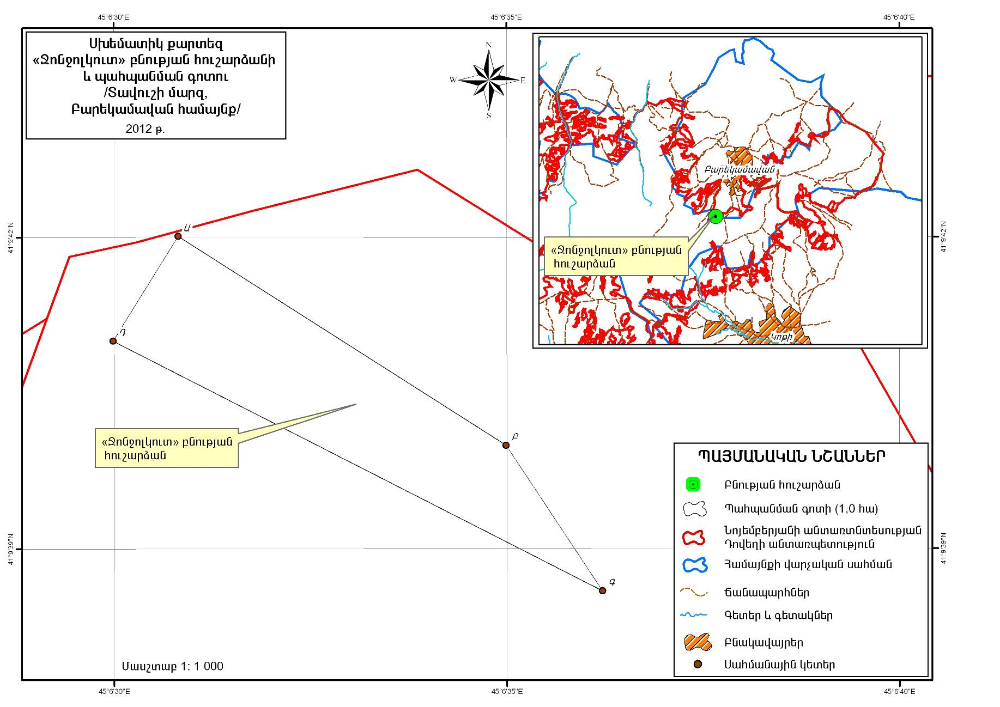 45°6'30"E
45°6'35"E
45°6'40"E
Սխեմատիկ քարտեզ
«Ջոնջոլկուտ» բնության հուշարձանի
և պահպանման գոտու
/Տավուշի մարզ,
Բարեկամավան համայնք/
2012 թ.
N
W
E
S
Բարեկամավան
«Ջոնջոլկուտ» բնության
հուշարձան
Կոթի
41°9'42"N
41°9'42"N
Ա
Դ
Բ
Գ
«Ջոնջոլկուտ» բնության
հուշարձան
ՊԱՅՄԱՆԱԿԱՆ ՆՇԱՆՆԵՐ
Բնության հուշարձան
Պահպանման գոտի (1,0 հա)
Նոյեմբերյանի անտառտնտեսության
Դովեղի անտառպետություն
Համայնքի վարչական սահման
Ճանապարհներ
Գետեր և գետակներ
Բնակավայրեր
Սահմանային կետեր
41°9'39"N
41°9'39"N
Մասշտաբ 1: 1 000
45°6'30"E
45°6'35"E
45°6'40"E